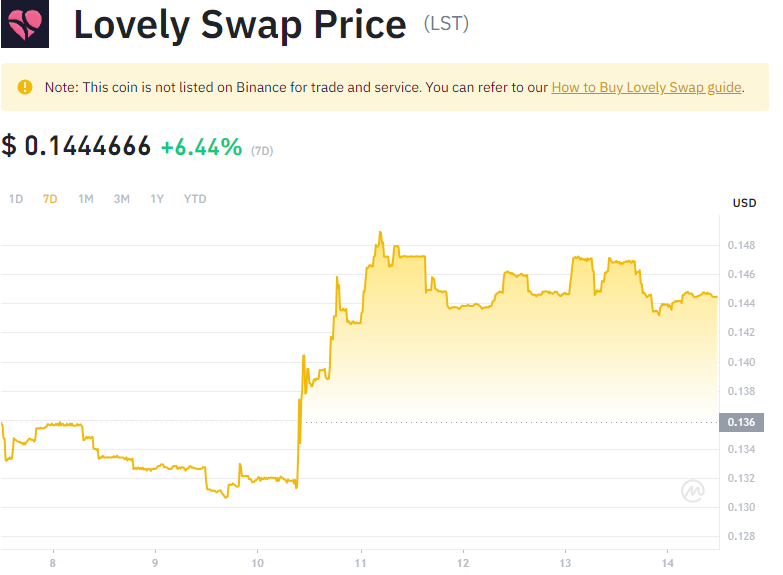 Lovely Swap Price (LST)
Note: This coin is not listed on Binance for trade and service. You can refer to our How to Buy Lovely Swap guide.
$ 0.1444666 +6.44% (7D)
1D 7D 1M 3M 1Y YTD
USD
0.148
0.146
0.144
0.142
0.140
0.138
0.136
0.134
0.132
0.130
0.128
8 9 10 11 12 13 14